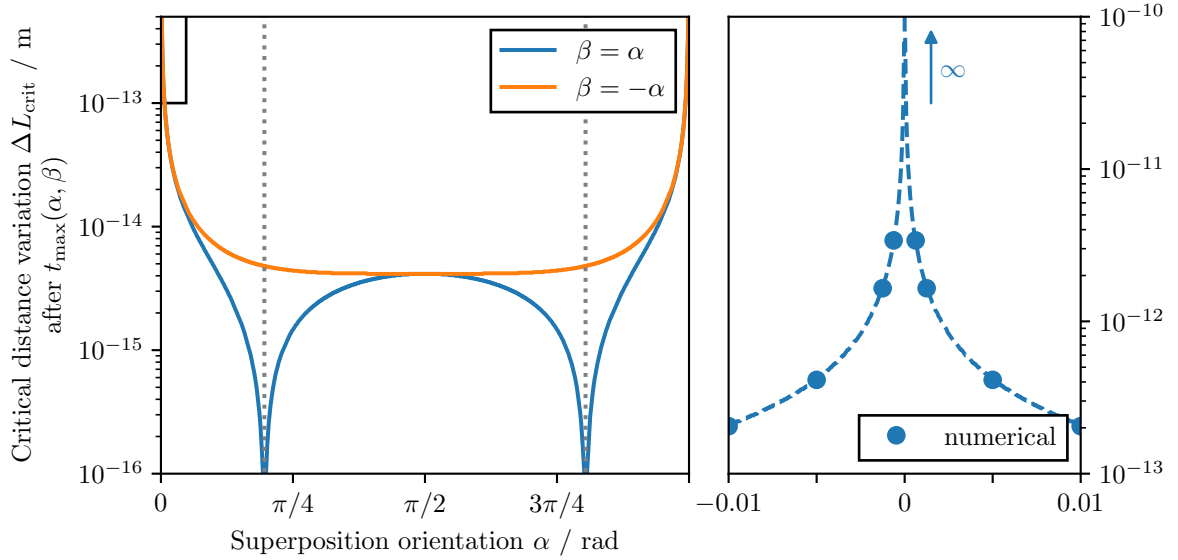 Critical distance variation ΔL_crit / m
after t_max(α, β)
10⁻¹³
10⁻¹⁴
10⁻¹⁵
10⁻¹⁶
0
π/4
π/2
3π/4
Superposition orientation α / rad
β = α
β = −α
∞
numerical
10⁻¹⁰
10⁻¹¹
10⁻¹²
10⁻¹³
−0.01
0
0.01